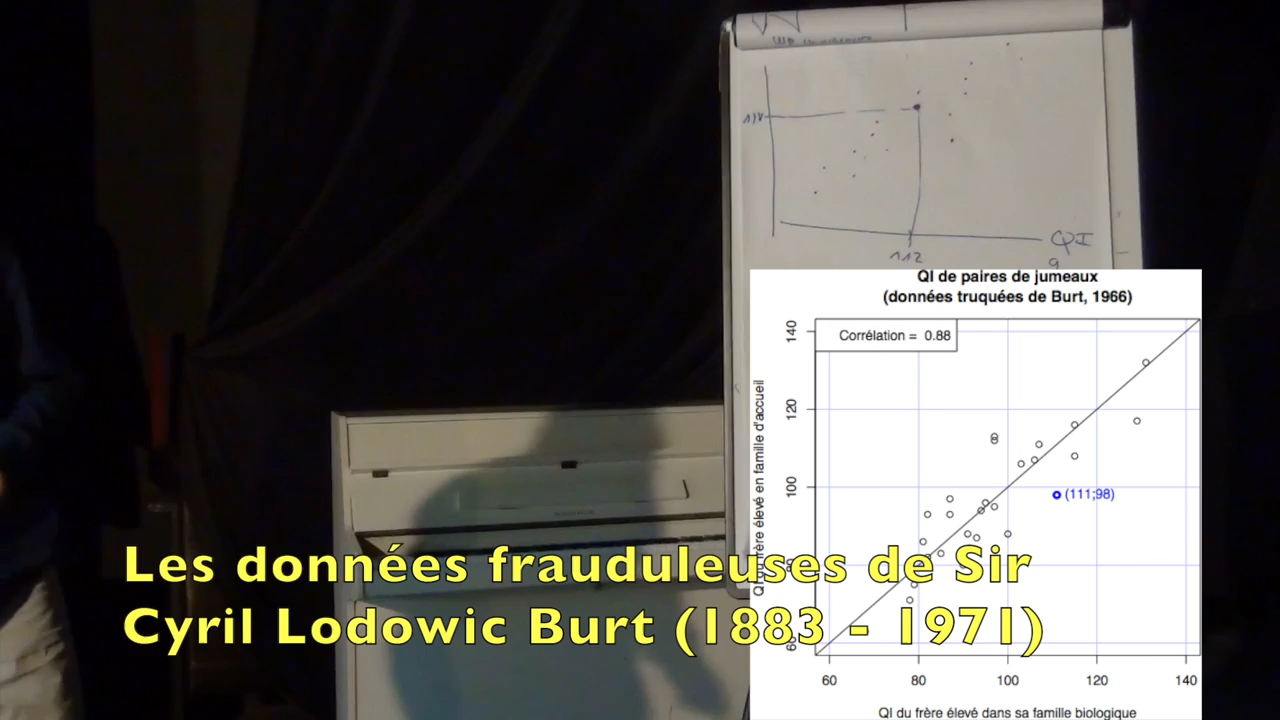 QI
112
QI de paires de jumeaux
(données truquées de Burt, 1966)
Corrélation = 0.88
140
120
100
60
(111;98)
60 80 100 120 140
QI du frère élevé dans sa famille biologique
Les données frauduleuses de Sir
Cyril Lodowic Burt (1883 - 1971)